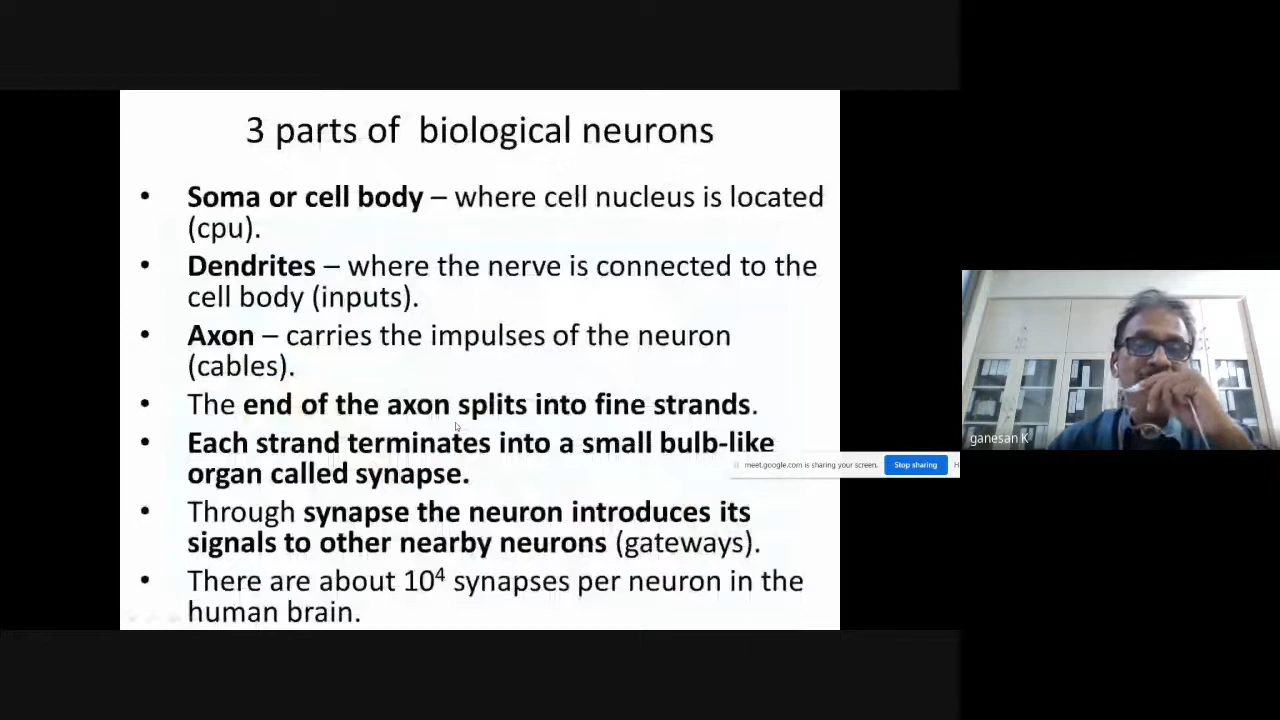 3 parts of biological neurons
• Soma or cell body – where cell nucleus is located
(cpu).
• Dendrites – where the nerve is connected to the
cell body (inputs).
• Axon – carries the impulses of the neuron
(cables).
• The end of the axon splits into fine strands.
• Each strand terminates into a small bulb-like
organ called synapse.
• Through synapse the neuron introduces its
signals to other nearby neurons (gateways).
• There are about 10⁴ synapses per neuron in the
human brain.
meet.google.com is sharing your screen. Stop sharing H
ganesan K